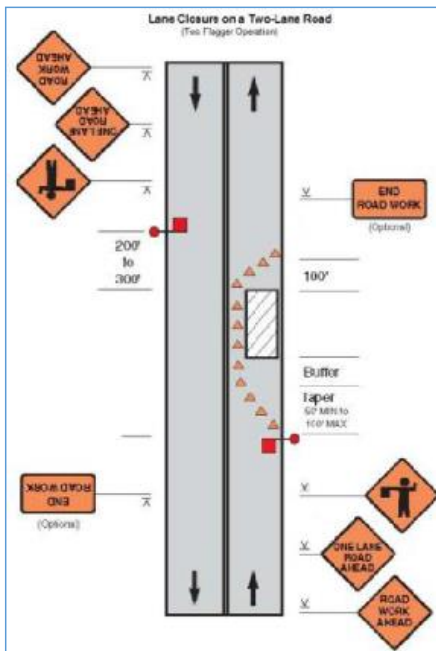 Lane Closure on a Two-Lane Road
(Two Flagger Operation)
ROAD
WORK
AHEAD
ONE LANE
ROAD
AHEAD
X
X
X
200'
to
300'
X
END
ROAD WORK
(Optional)
100'
Buffer
Taper
50' MIN to
100' MAX
END
ROAD WORK
(Optional)
X
X
X
X
ONE LANE
ROAD
AHEAD
ROAD
WORK
AHEAD